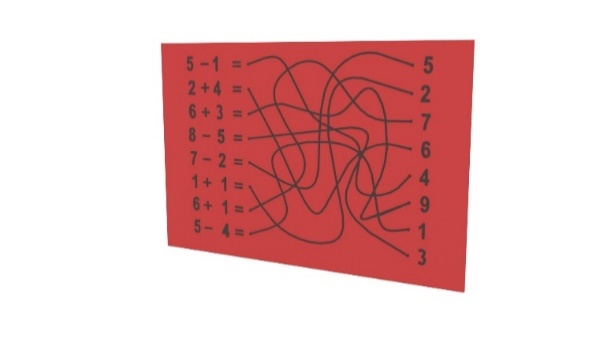 5 - 1 =
2 + 4 =
6 + 3 =
8 - 5 =
7 - 2 =
1 + 1 =
6 + 1 =
5 - 4 =
5
2
7
6
4
9
1
3